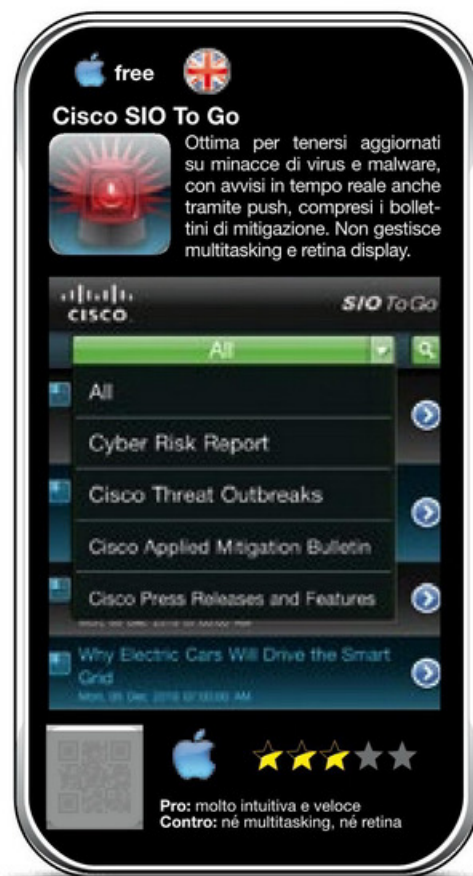 free
Cisco SIO To Go
Ottima per tenersi aggiornati
su minacce di virus e malware,
con avvisi in tempo reale anche
tramite push, compresi i bollet-
tini di mitigazione. Non gestisce
multitasking e retina display.
CISCO
SIO To Go
All
All
Cyber Risk Report
Cisco Threat Outbreaks
Cisco Applied Mitigation Bulletin
Cisco Press Releases and Features
Why Electric Cars Will Drive the Smart
Grid
Pro: molto intuitiva e veloce
Contro: né multitasking, né retina